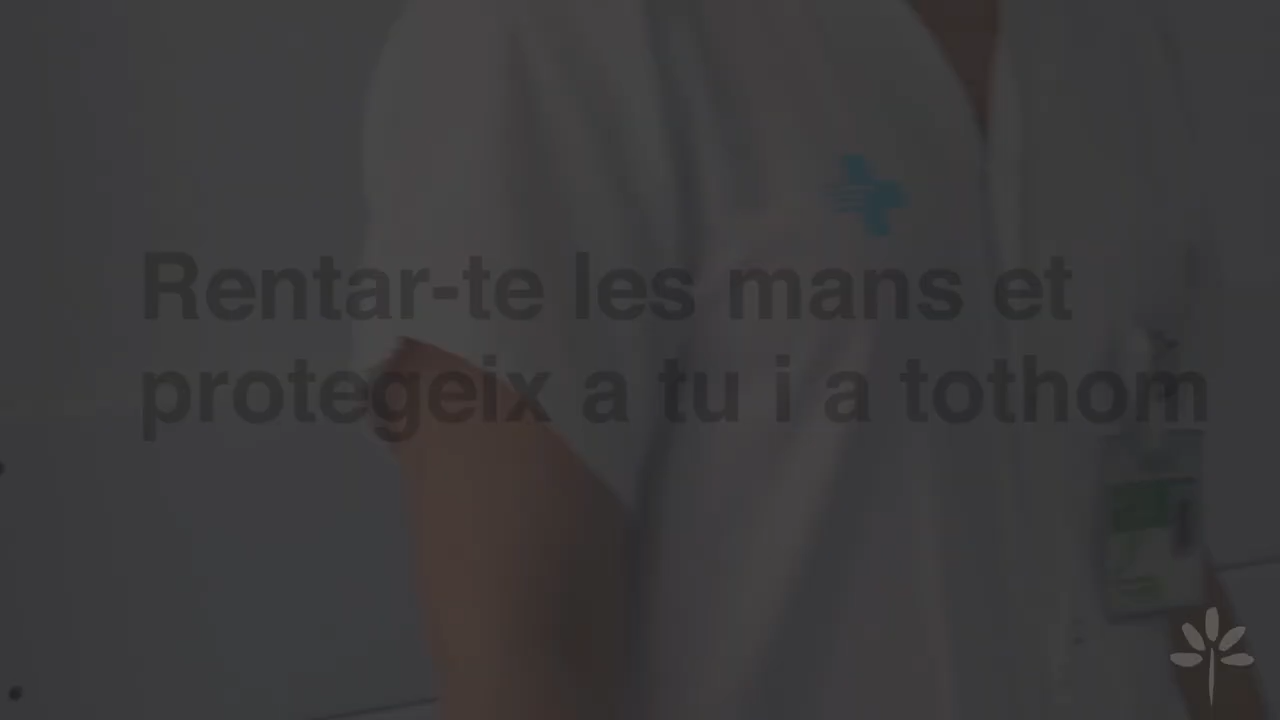 Rentar-te les mans et
protegeix a tu i a tothom